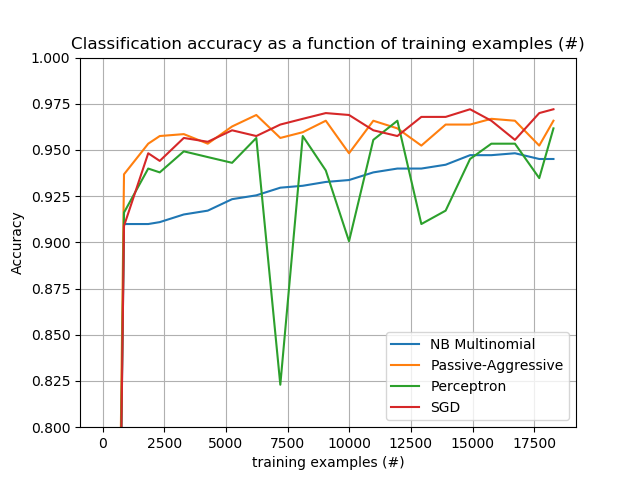 Classification accuracy as a function of training examples (#)
1.000
0.975
0.950
0.925
0.900
0.875
0.850
0.825
0.800
Accuracy
NB Multinomial
Passive-Aggressive
Perceptron
SGD
0 2500 5000 7500 10000 12500 15000 17500
training examples (#)